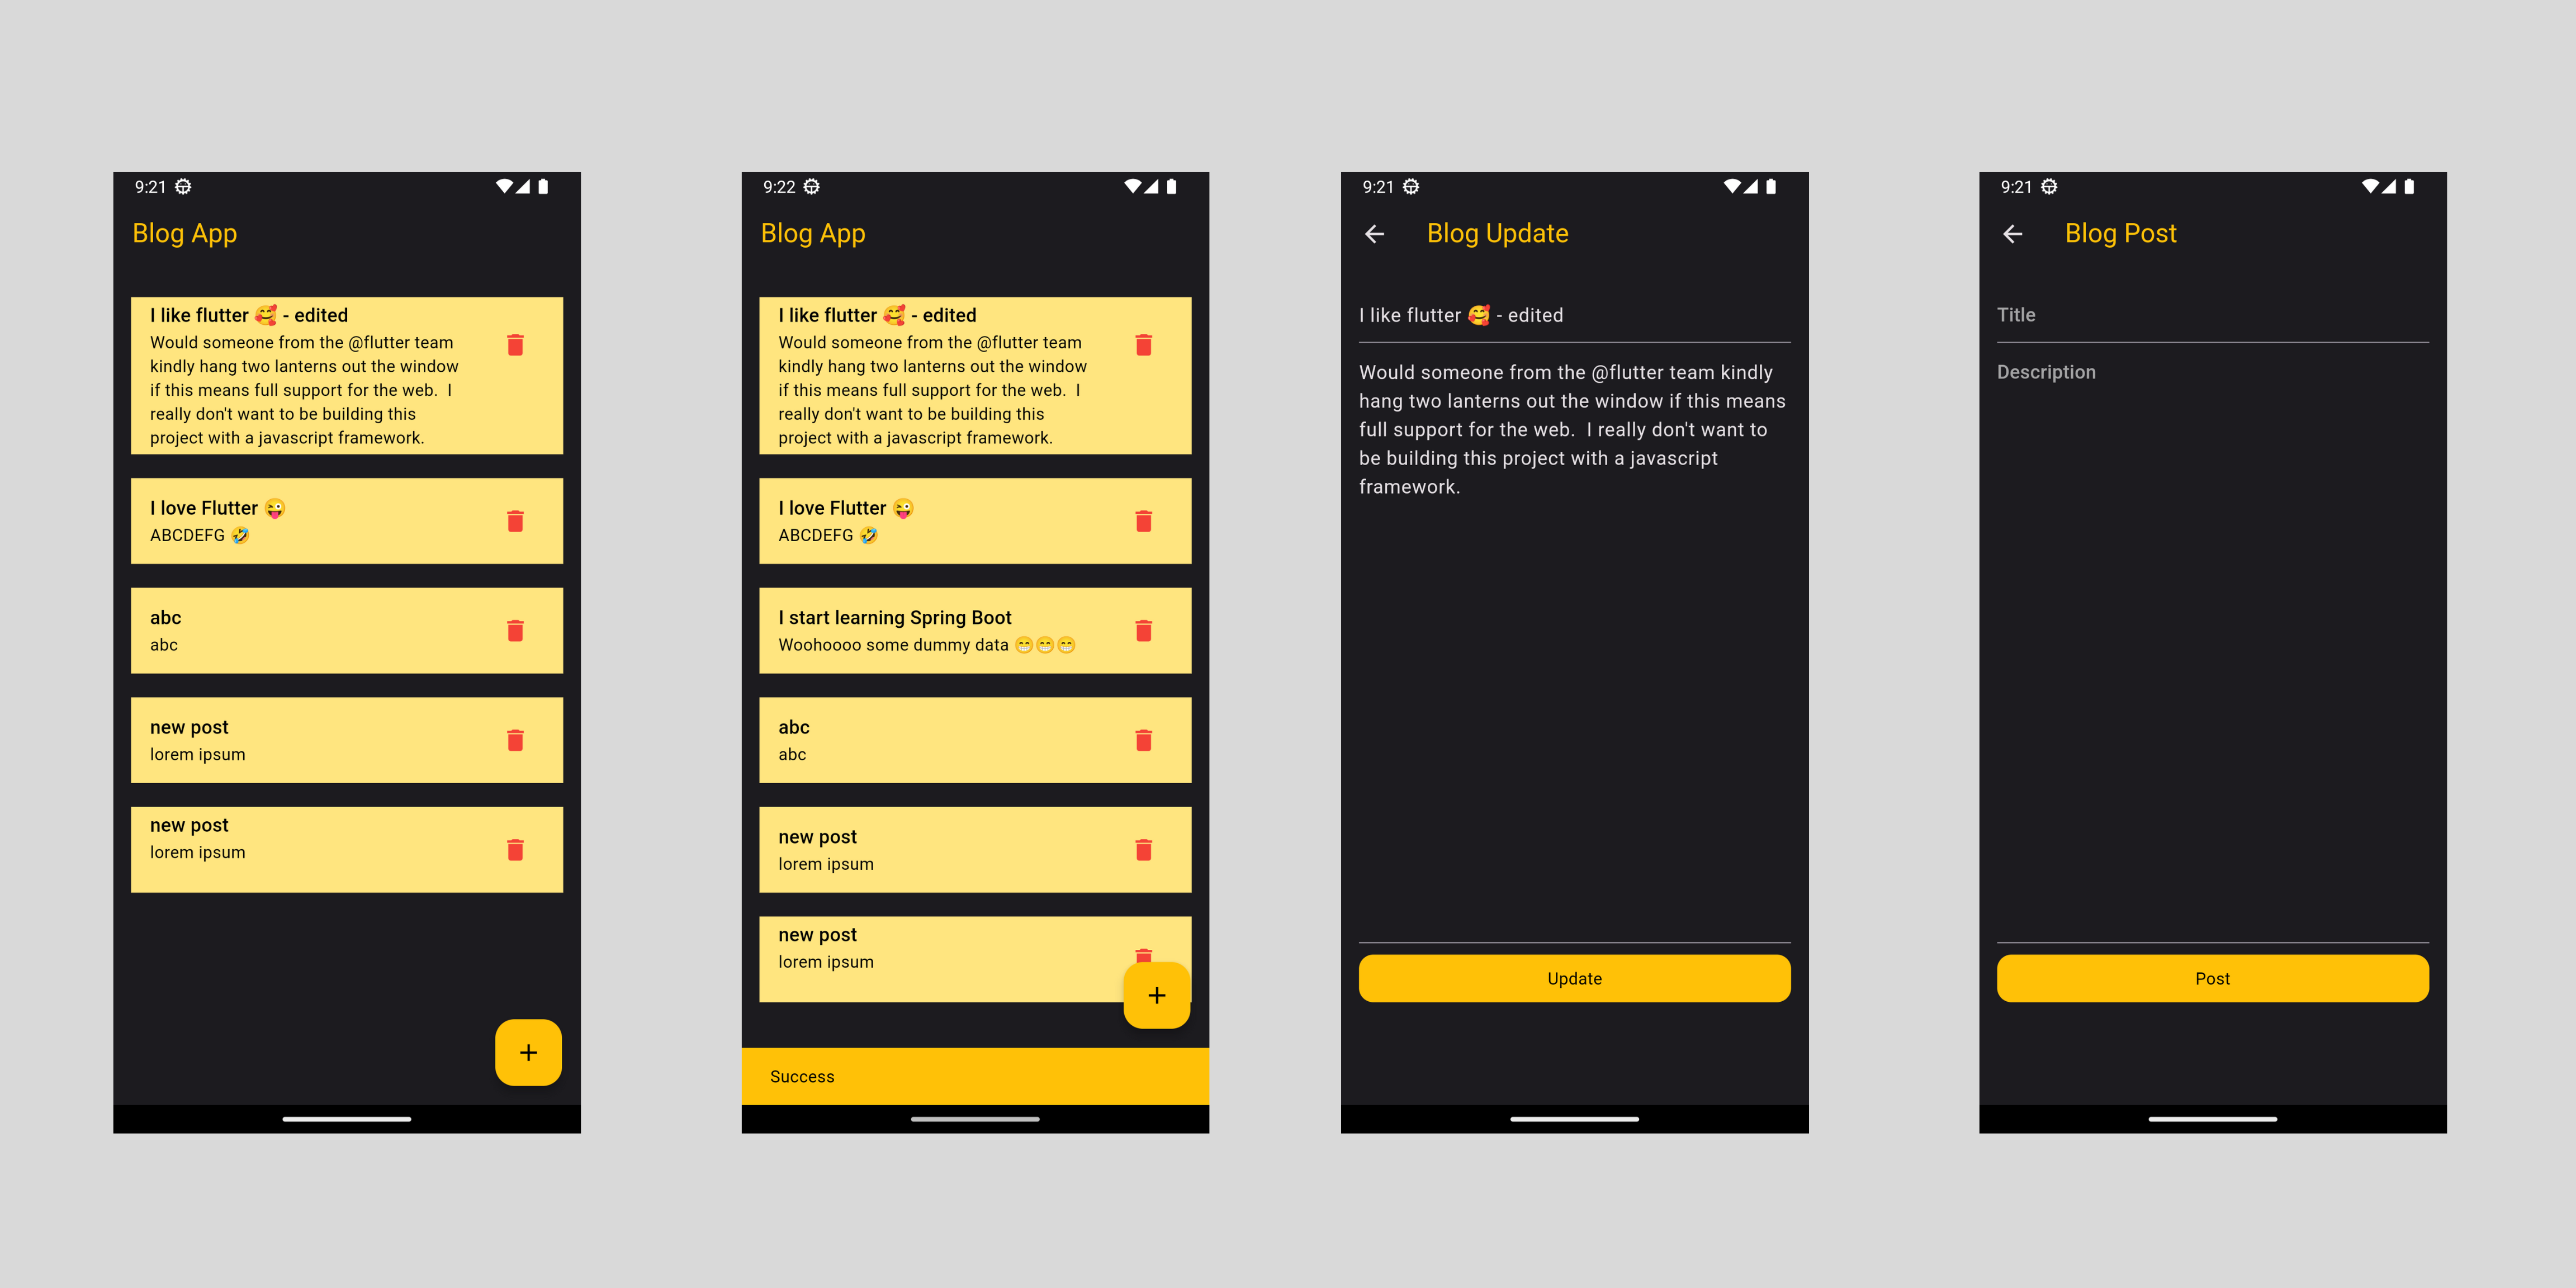 9:21
Blog App
I like flutter 🥰 - edited
Would someone from the @flutter team
kindly hang two lanterns out the window
if this means full support for the web.  I
really don't want to be building this
project with a javascript framework.
I love Flutter 😜
ABCDEFG 🤣
abc
abc
new post
lorem ipsum
new post
lorem ipsum
+
9:22
Blog App
I like flutter 🥰 - edited
Would someone from the @flutter team
kindly hang two lanterns out the window
if this means full support for the web.  I
really don't want to be building this
project with a javascript framework.
I love Flutter 😜
ABCDEFG 🤣
I start learning Spring Boot
Woohoooo some dummy data 😁😁😁
abc
abc
new post
lorem ipsum
new post
lorem ipsum
+
Success
9:21
Blog Update
I like flutter 🥰 - edited
Would someone from the @flutter team kindly
hang two lanterns out the window if this means
full support for the web.  I really don't want to
be building this project with a javascript
framework.
Update
9:21
Blog Post
Title
Description
Post